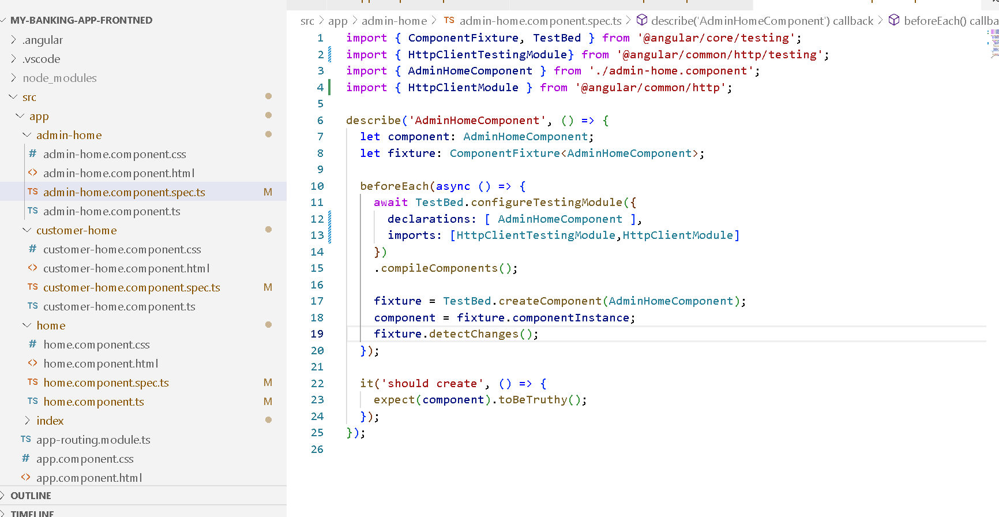 MY-BANKING-APP-FRONTNED
.angular
.vscode
node_modules
src
app
admin-home
# admin-home.component.css
<> admin-home.component.html
TS admin-home.component.spec.ts M
TS admin-home.component.ts
customer-home
# customer-home.component.css
<> customer-home.component.html
TS customer-home.component.spec.ts M
TS customer-home.component.ts
home
# home.component.css
<> home.component.html
TS home.component.spec.ts M
TS home.component.ts M
index
TS app-routing.module.ts
# app.component.css
<> app.component.html
OUTLINE
TIMELINE
src > app > admin-home > TS admin-home.component.spec.ts > describe('AdminHomeComponent') callback > beforeEach() callba
1 import { ComponentFixture, TestBed } from '@angular/core/testing';
2 import { HttpClientTestingModule} from '@angular/common/http/testing';
3 import { AdminHomeComponent } from './admin-home.component';
4 import { HttpClientModule } from '@angular/common/http';
5
6 describe('AdminHomeComponent', () => {
7 let component: AdminHomeComponent;
8 let fixture: ComponentFixture<AdminHomeComponent>;
9
10 beforeEach(async () => {
11 await TestBed.configureTestingModule({
12 declarations: [ AdminHomeComponent ],
13 imports: [HttpClientTestingModule,HttpClientModule]
14 })
15 .compileComponents();
16
17 fixture = TestBed.createComponent(AdminHomeComponent);
18 component = fixture.componentInstance;
19 fixture.detectChanges();
20 });
21
22 it('should create', () => {
23 expect(component).toBeTruthy();
24 });
25 });
26